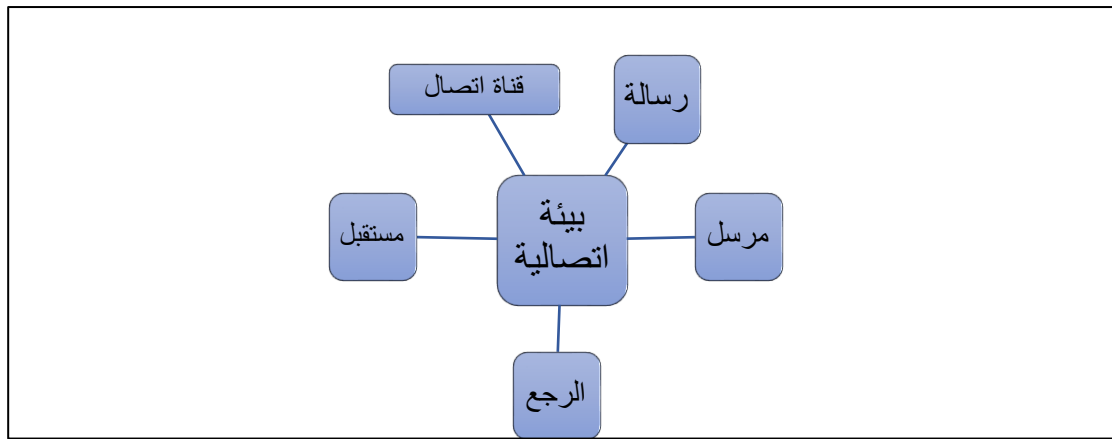 رسالة
قناة اتصال
بيئة
اتصالية
مرسل
مستقبل
الرجع